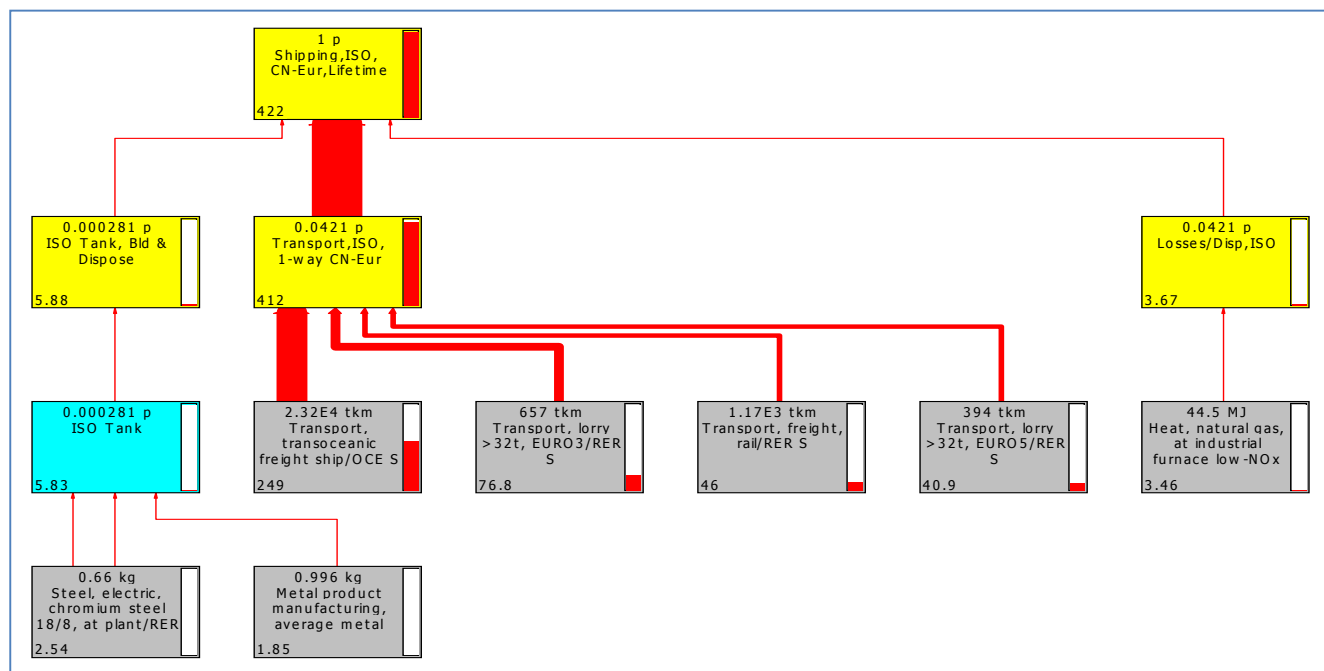 1 p
Shipping,ISO,
CN-Eur,Lifetime
422
0.000281 p
ISO Tank, Bld &
Dispose
5.88
0.0421 p
Transport,ISO,
1-way CN-Eur
412
0.0421 p
Losses/Disp,ISO
3.67
0.000281 p
ISO Tank
5.83
2.32E4 tkm
Transport,
transoceanic
freight ship/OCE S
249
657 tkm
Transport, lorry
>32t, EURO3/RER
S
76.8
1.17E3 tkm
Transport, freight,
rail/RER S
46
394 tkm
Transport, lorry
>32t, EURO5/RER
S
40.9
44.5 MJ
Heat, natural gas,
at industrial
furnace low-NOx
3.46
0.66 kg
Steel, electric,
chromium steel
18/8, at plant/RER
2.54
0.996 kg
Metal product
manufacturing,
average metal
1.85